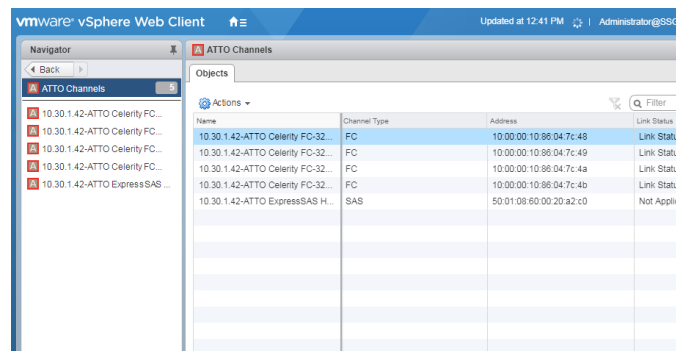 vmware® vSphere Web Client
Updated at 12:41 PM | Administrator@SSG
Navigator
ATTO Channels
Back
Objects
ATTO Channels 5
Actions
Filter
10.30.1.42-ATTO Celerity FC...
10.30.1.42-ATTO Celerity FC...
10.30.1.42-ATTO Celerity FC...
10.30.1.42-ATTO Celerity FC...
10.30.1.42-ATTO ExpressSAS ...
Name Channel Type Address Link Status
10.30.1.42-ATTO Celerity FC-32... FC 10:00:00:10:86:04:7c:48 Link Statu
10.30.1.42-ATTO Celerity FC-32... FC 10:00:00:10:86:04:7c:49 Link Statu
10.30.1.42-ATTO Celerity FC-32... FC 10:00:00:10:86:04:7c:4a Link Statu
10.30.1.42-ATTO Celerity FC-32... FC 10:00:00:10:86:04:7c:4b Link Statu
10.30.1.42-ATTO ExpressSAS H... SAS 50:01:08:60:00:20:a2:c0 Not Appli